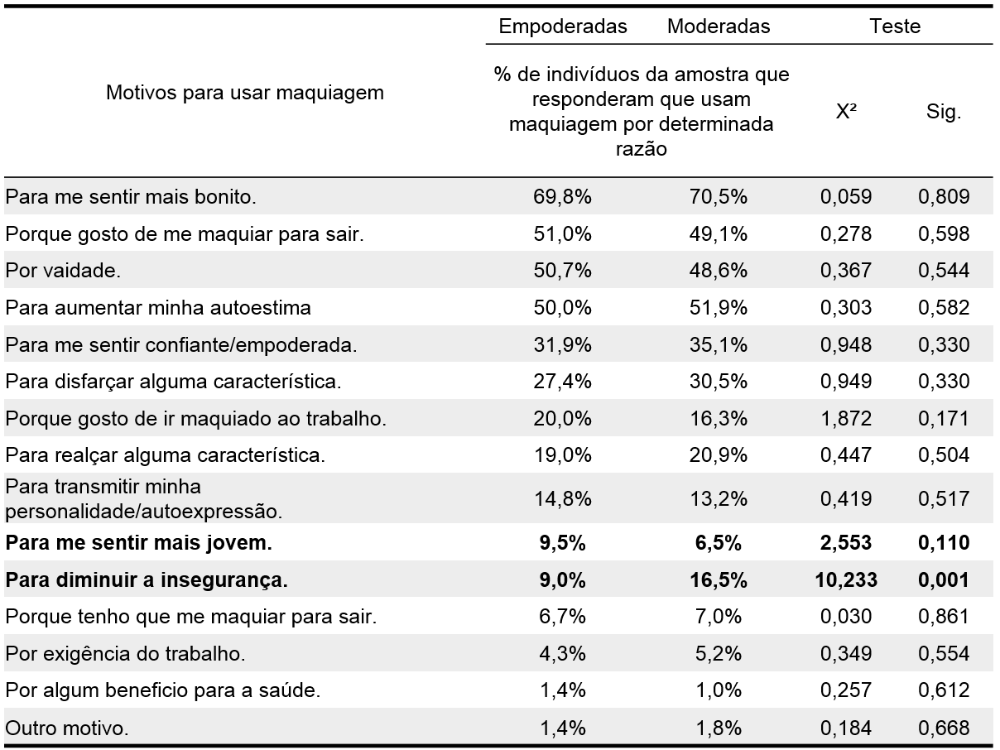 Empoderadas Moderadas Teste
Motivos para usar maquiagem
% de indivíduos da amostra que
responderam que usam
maquiagem por determinada
razão
X² Sig.
Para me sentir mais bonito. 69,8% 70,5% 0,059 0,809
Porque gosto de me maquiar para sair. 51,0% 49,1% 0,278 0,598
Por vaidade. 50,7% 48,6% 0,367 0,544
Para aumentar minha autoestima 50,0% 51,9% 0,303 0,582
Para me sentir confiante/empoderada. 31,9% 35,1% 0,948 0,330
Para disfarçar alguma característica. 27,4% 30,5% 0,949 0,330
Porque gosto de ir maquiado ao trabalho. 20,0% 16,3% 1,872 0,171
Para realçar alguma característica. 19,0% 20,9% 0,447 0,504
Para transmitir minha
personalidade/autoexpressão. 14,8% 13,2% 0,419 0,517
Para me sentir mais jovem. 9,5% 6,5% 2,553 0,110
Para diminuir a insegurança. 9,0% 16,5% 10,233 0,001
Porque tenho que me maquiar para sair. 6,7% 7,0% 0,030 0,861
Por exigência do trabalho. 4,3% 5,2% 0,349 0,554
Por algum beneficio para a saúde. 1,4% 1,0% 0,257 0,612
Outro motivo. 1,4% 1,8% 0,184 0,668